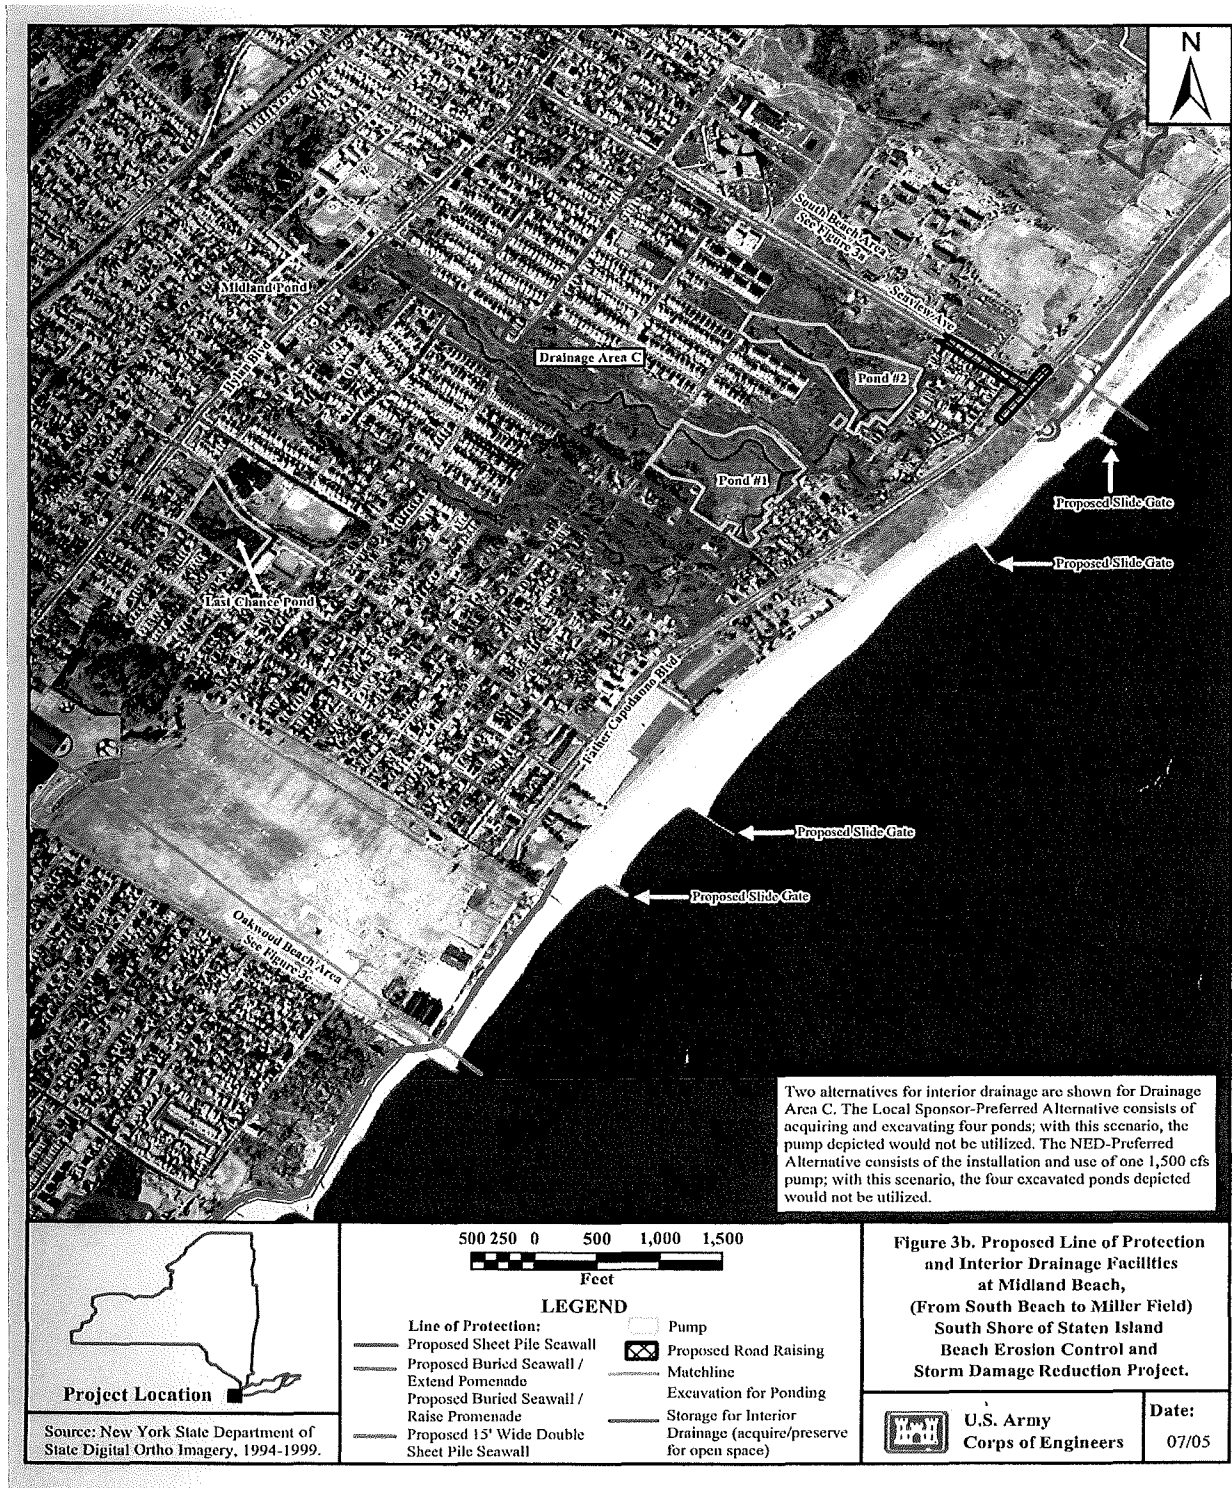 N
Midland Pond
Hylan Blvd
South Beach Area
See Figure 3a
Seaview Ave
Drainage Area C
Pond #2
Pond #1
Proposed Slide Gate
Proposed Slide Gate
Last Chance Pond
Father Capodanno Blvd
Proposed Slide Gate
Proposed Slide Gate
Oakwood Beach Area
See Figure 3c
Two alternatives for interior drainage are shown for Drainage
Area C. The Local Sponsor-Preferred Alternative consists of
acquiring and excavating four ponds; with this scenario, the
pump depicted would not be utilized. The NED-Preferred
Alternative consists of the installation and use of one 1,500 cfs
pump; with this scenario, the four excavated ponds depicted
would not be utilized.
Project Location
Source: New York State Department of
State Digital Ortho Imagery, 1994-1999.
500 250 0 500 1,000 1,500
Feet
LEGEND
Line of Protection:
Proposed Sheet Pile Seawall
Proposed Buried Seawall /
Extend Pomenade
Proposed Buried Seawall /
Raise Promenade
Proposed 15' Wide Double
Sheet Pile Seawall
Pump
Proposed Road Raising
Matchline
Excavation for Ponding
Storage for Interior
Drainage (acquire/preserve
for open space)
Figure 3b. Proposed Line of Protection
and Interior Drainage Facilities
at Midland Beach,
(From South Beach to Miller Field)
South Shore of Staten Island
Beach Erosion Control and
Storm Damage Reduction Project.
U.S. Army
Corps of Engineers
Date:
07/05